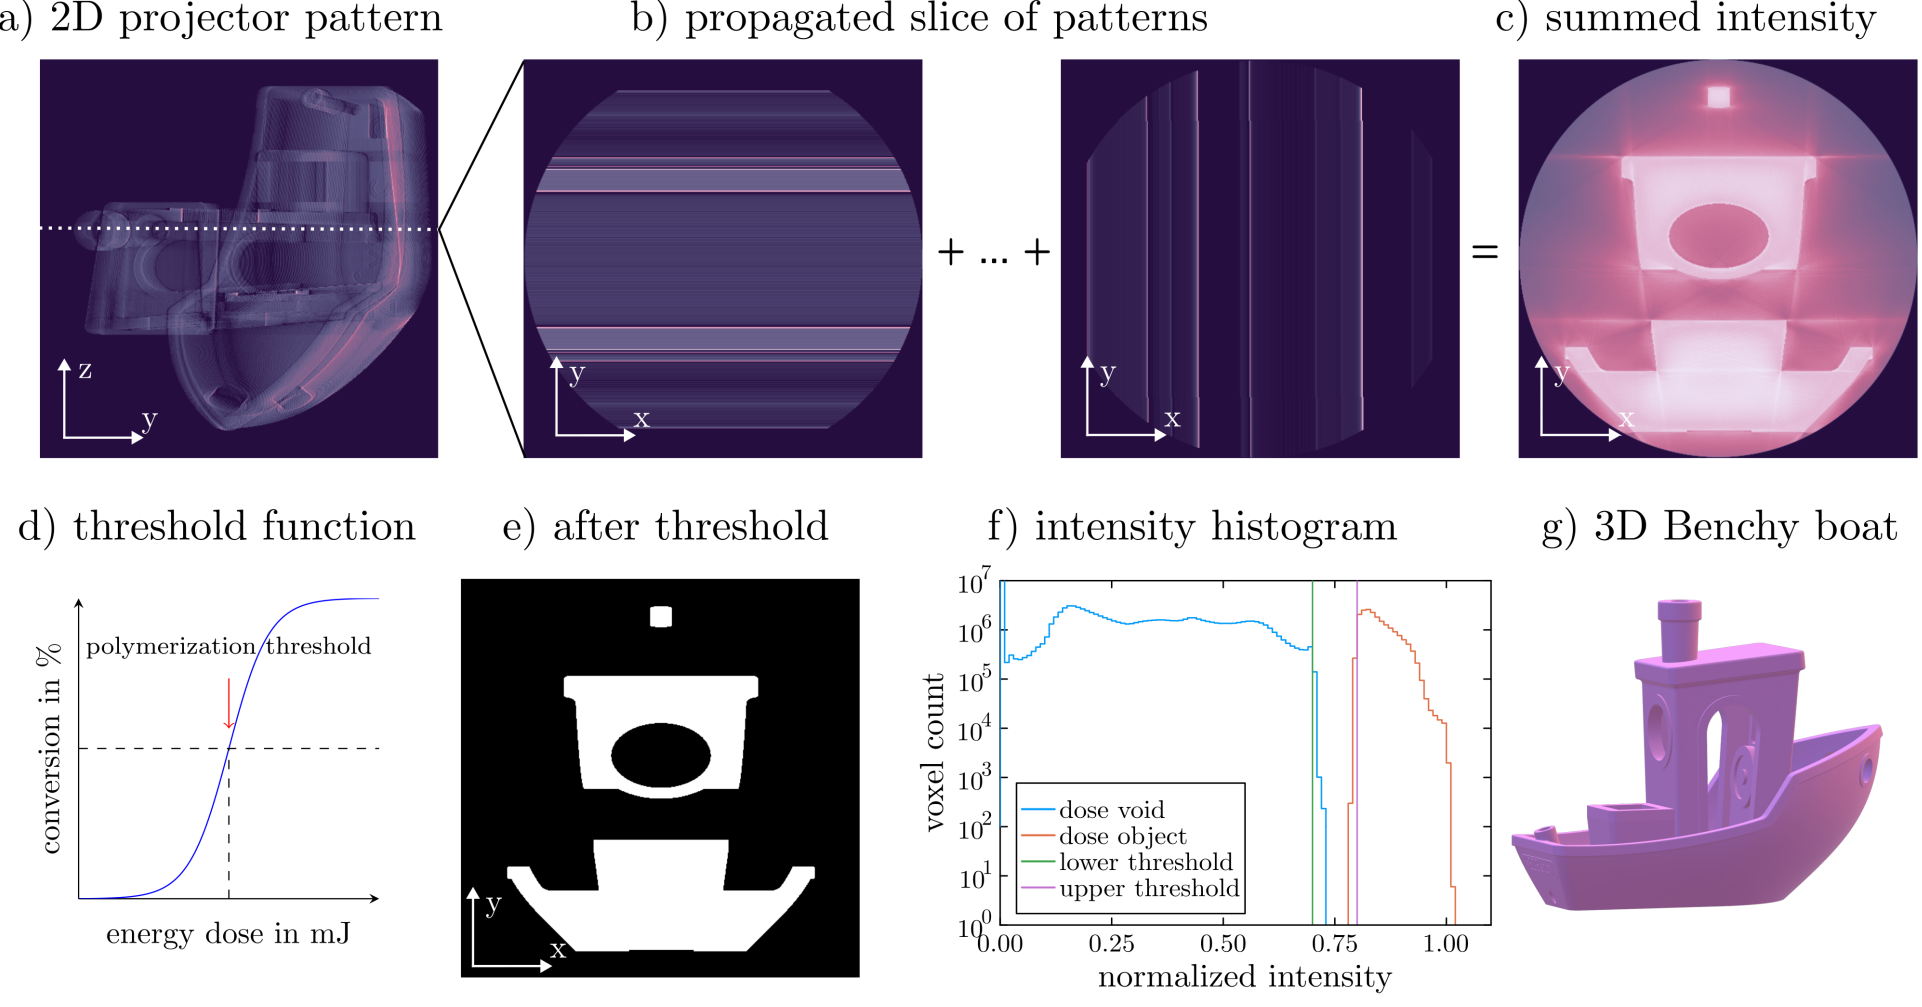 a) 2D projector pattern
b) propagated slice of patterns
c) summed intensity
z
y
y
x
+ ... +
y
x
=
y
x
d) threshold function
e) after threshold
f) intensity histogram
g) 3D Benchy boat
conversion in %
polymerization threshold
energy dose in mJ
y
x
voxel count
10^7
10^6
10^5
10^4
10^3
10^2
10^1
10^0
dose void
dose object
lower threshold
upper threshold
0.00 0.25 0.50 0.75 1.00
normalized intensity